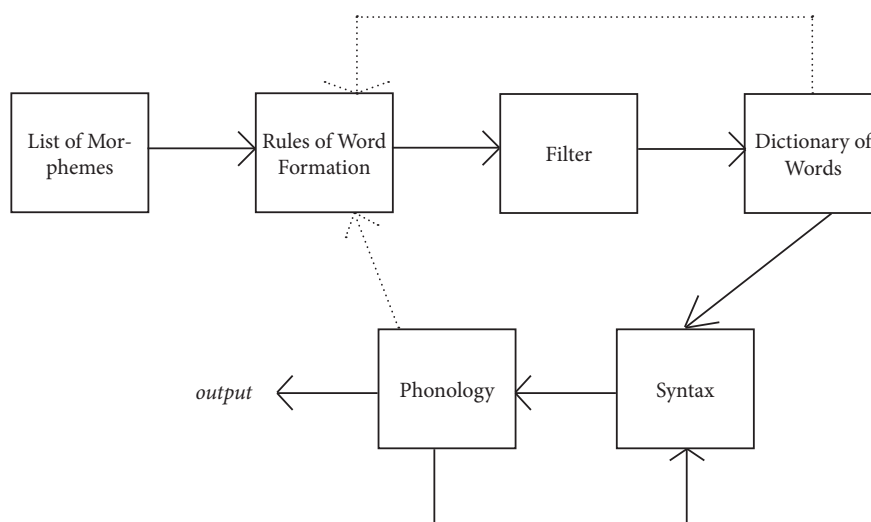 List of Mor-
phemes
Rules of Word
Formation
Filter
Dictionary of
Words
output
Phonology
Syntax